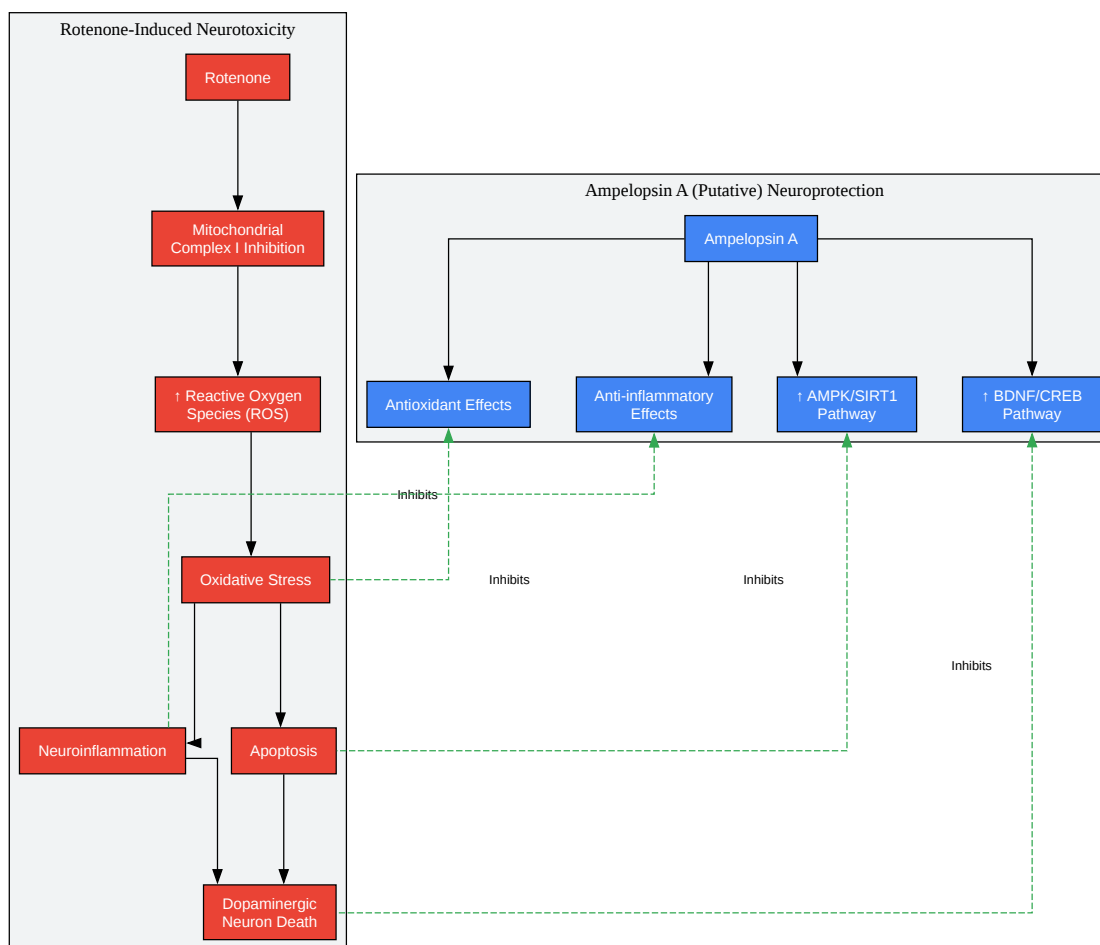 Rotenone-Induced Neurotoxicity
Rotenone
Mitochondrial
Complex I Inhibition
↑ Reactive Oxygen
Species (ROS)
Oxidative Stress
Neuroinflammation
Apoptosis
Dopaminergic
Neuron Death
Ampelopsin A (Putative) Neuroprotection
Ampelopsin A
Antioxidant Effects
Anti-inflammatory
Effects
↑ AMPK/SIRT1
Pathway
↑ BDNF/CREB
Pathway
Inhibits
Inhibits
Inhibits
Inhibits